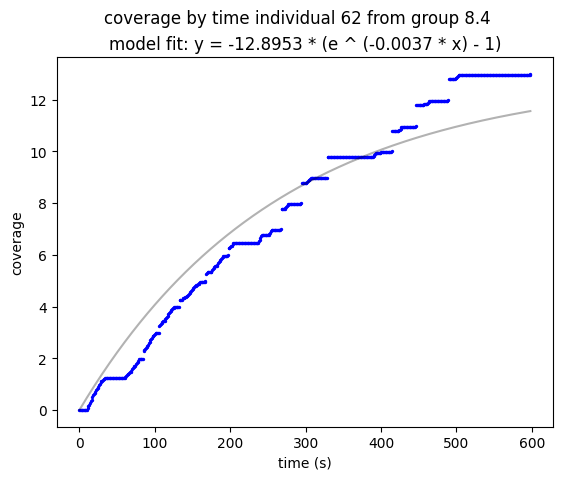 coverage by time individual 62 from group 8.4
model fit: y = -12.8953 * (e ^ (-0.0037 * x) - 1)
12
10
8
6
4
2
0
coverage
0 100 200 300 400 500 600
time (s)